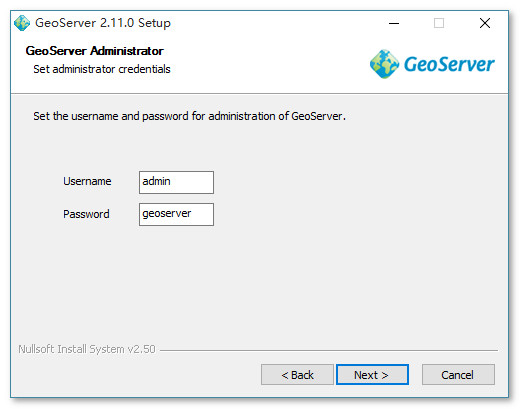 GeoServer 2.11.0 Setup
GeoServer Administrator
Set administrator credentials
GeoServer
Set the username and password for administration of GeoServer.
Username admin
Password geoserver
Nullsoft Install System v2.50
< Back Next > Cancel